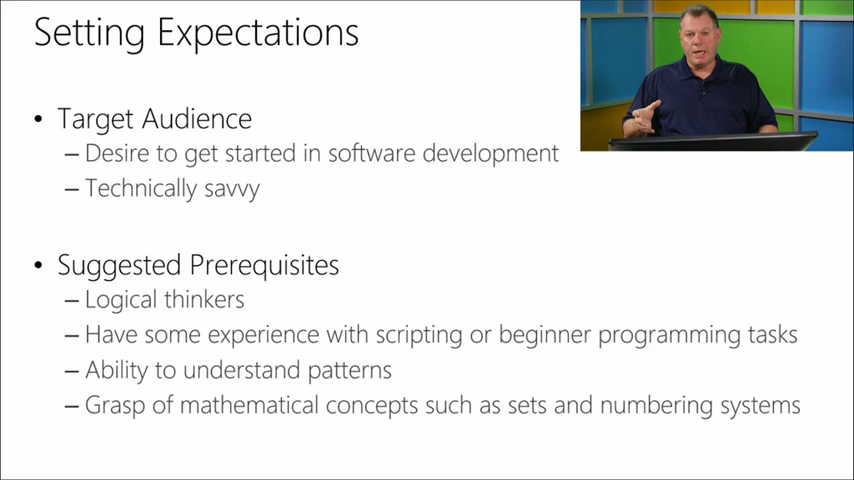 Setting Expectations
• Target Audience
– Desire to get started in software development
– Technically savvy
• Suggested Prerequisites
– Logical thinkers
– Have some experience with scripting or beginner programming tasks
– Ability to understand patterns
– Grasp of mathematical concepts such as sets and numbering systems